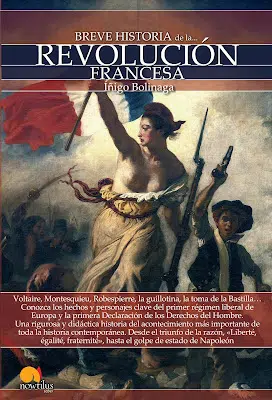 BREVE HISTORIA de la...
REVOLUCIÓN
FRANCESA
Íñigo Bolinaga
Voltaire, Montesquieu, Robespierre, la guillotina, la toma de la Bastilla…
Conozca los hechos y personajes clave del primer régimen liberal de
Europa y la primera Declaración de los Derechos del Hombre.
Una rigurosa y didáctica historia del acontecimiento más importante de
toda la historia contemporánea. Desde el triunfo de la razón, «Liberté,
égalité, fraternité», hasta el golpe de estado de Napoleón
nowtilus